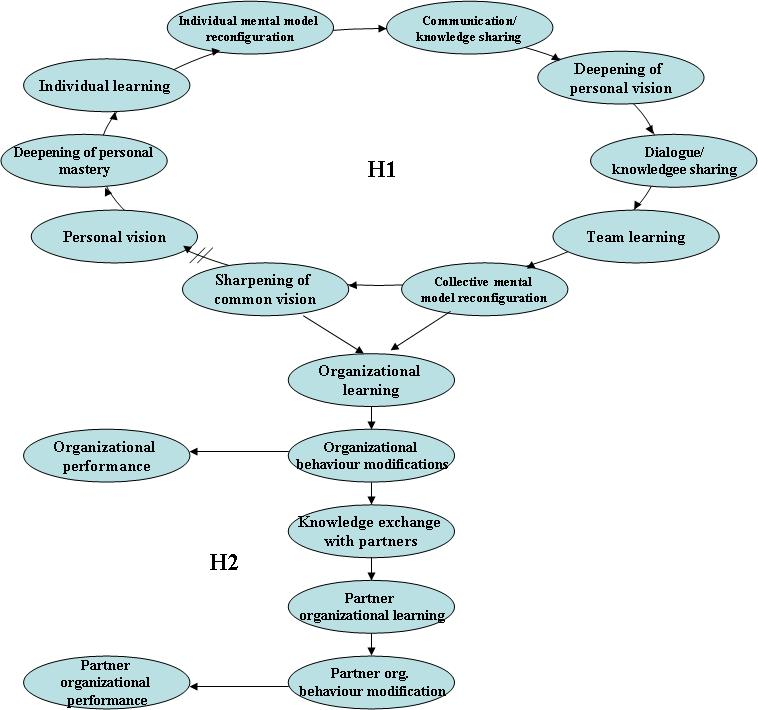 Individual mental model
reconfiguration
Communication/
knowledge sharing
Deepening of
personal vision
Individual learning
Deepening of personal
mastery
H1
Dialogue/
knowledgee sharing
Personal vision
Team learning
Sharpening of
common vision
Collective mental
model reconfiguration
Organizational
learning
Organizational
performance
Organizational
behaviour modifications
Knowledge exchange
with partners
H2
Partner
organizational learning
Partner
organizational
performance
Partner org.
behaviour modification